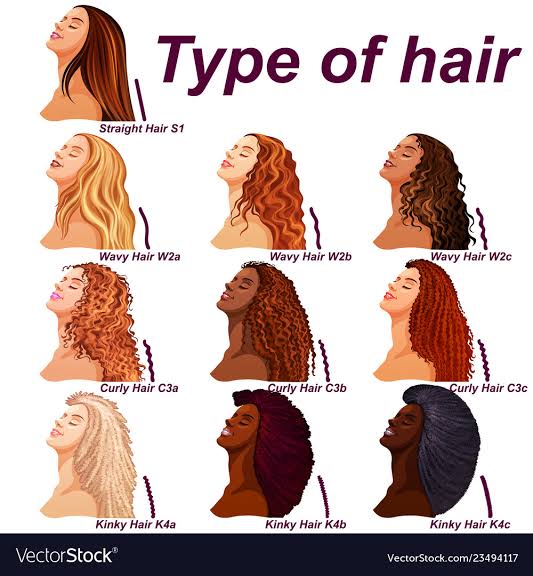 Type of hair
Straight Hair S1
Wavy Hair W2a
Wavy Hair W2b
Wavy Hair W2c
Curly Hair C3a
Curly Hair C3b
Curly Hair C3c
Kinky Hair K4a
Kinky Hair K4b
Kinky Hair K4c
VectorStock®
VectorStock.com/23494117